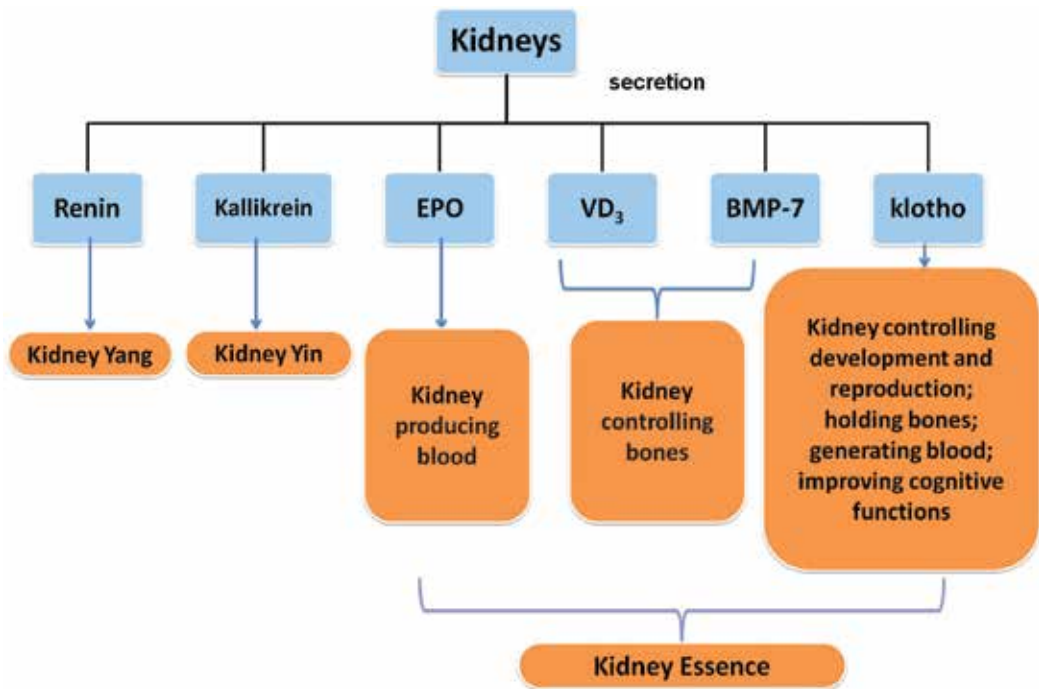 Kidneys
secretion
Renin
Kallikrein
EPO
VD₃
BMP-7
klotho
Kidney Yang
Kidney Yin
Kidney
producing
blood
Kidney
controlling
bones
Kidney controlling
development and
reproduction;
holding bones;
generating blood;
improving cognitive
functions
Kidney Essence